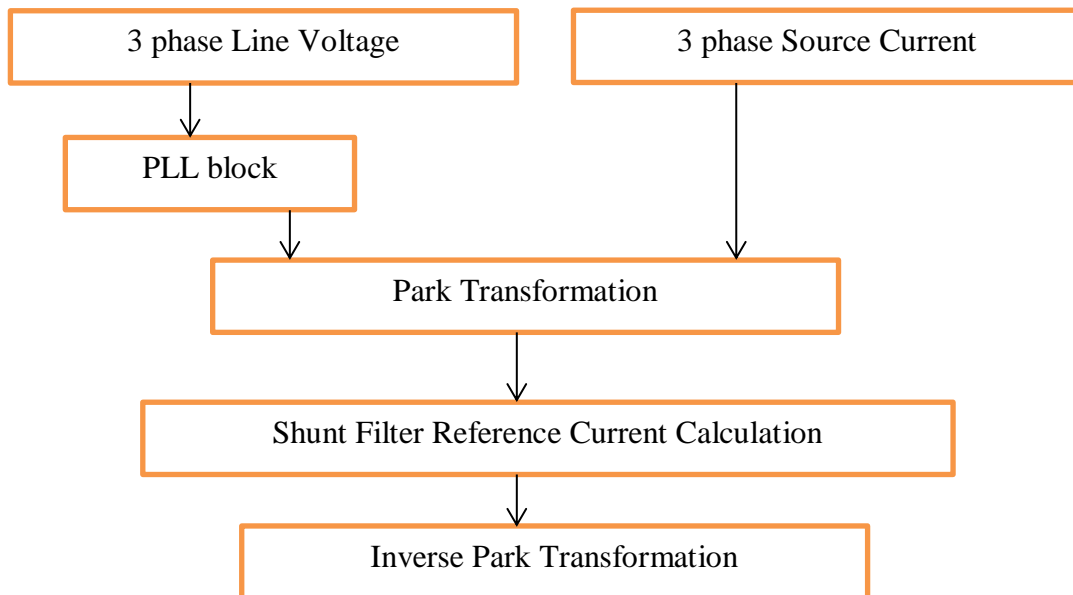 3 phase Line Voltage
3 phase Source Current
PLL block
Park Transformation
Shunt Filter Reference Current Calculation
Inverse Park Transformation